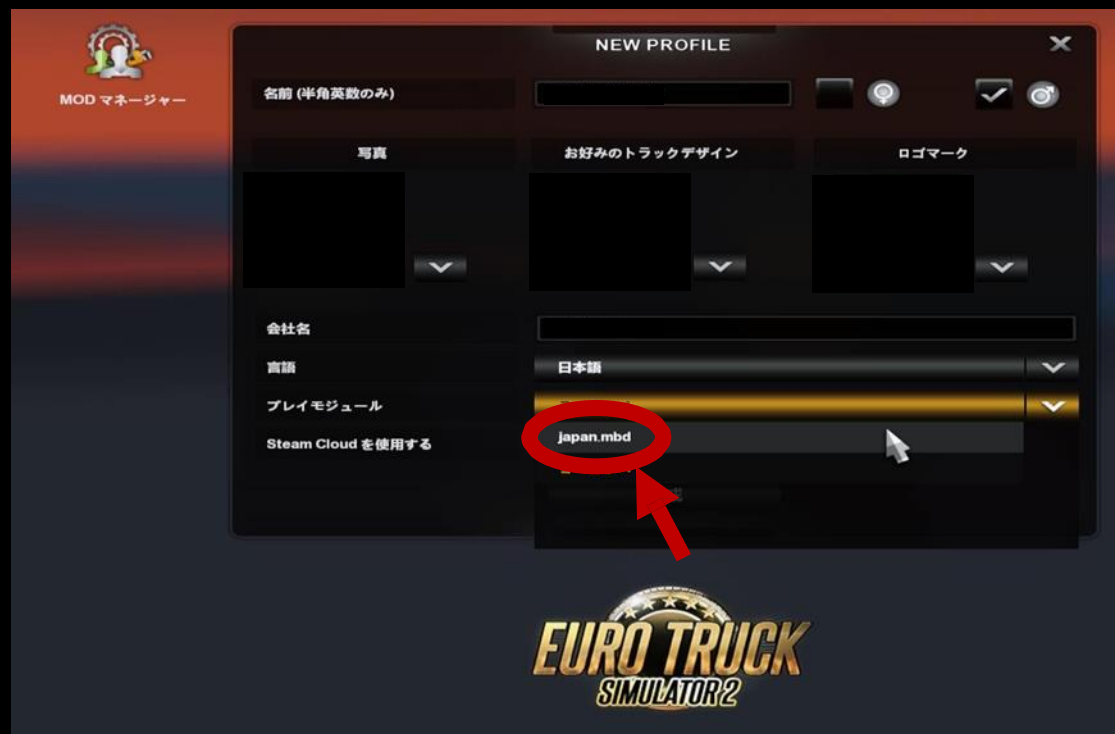 NEW PROFILE
MOD マネージャー
名前 (半角英数のみ)
写真
お好みのトラックデザイン
ロゴマーク
会社名
言語
日本語
プレイモジュール
japan.mbd
Steam Cloud を使用する
EURO TRUCK
SIMULATOR 2